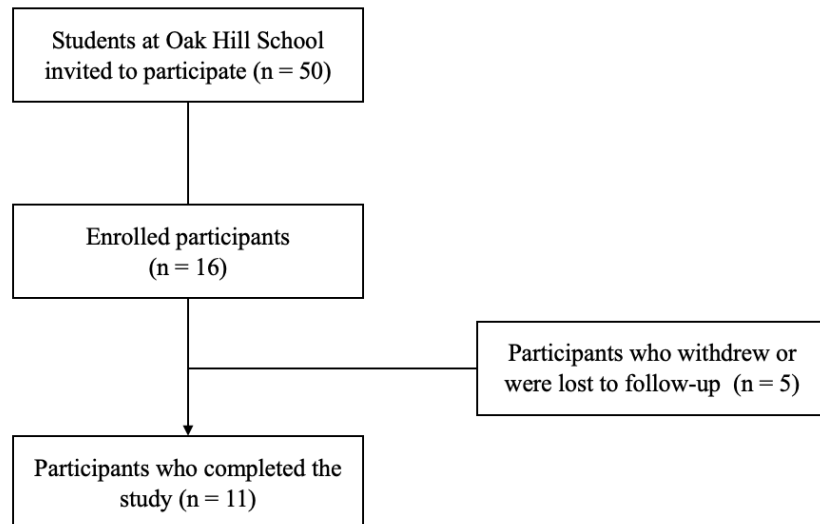 Students at Oak Hill School
invited to participate (n = 50)
Enrolled participants
(n = 16)
Participants who withdrew or
were lost to follow-up (n = 5)
Participants who completed the
study (n = 11)